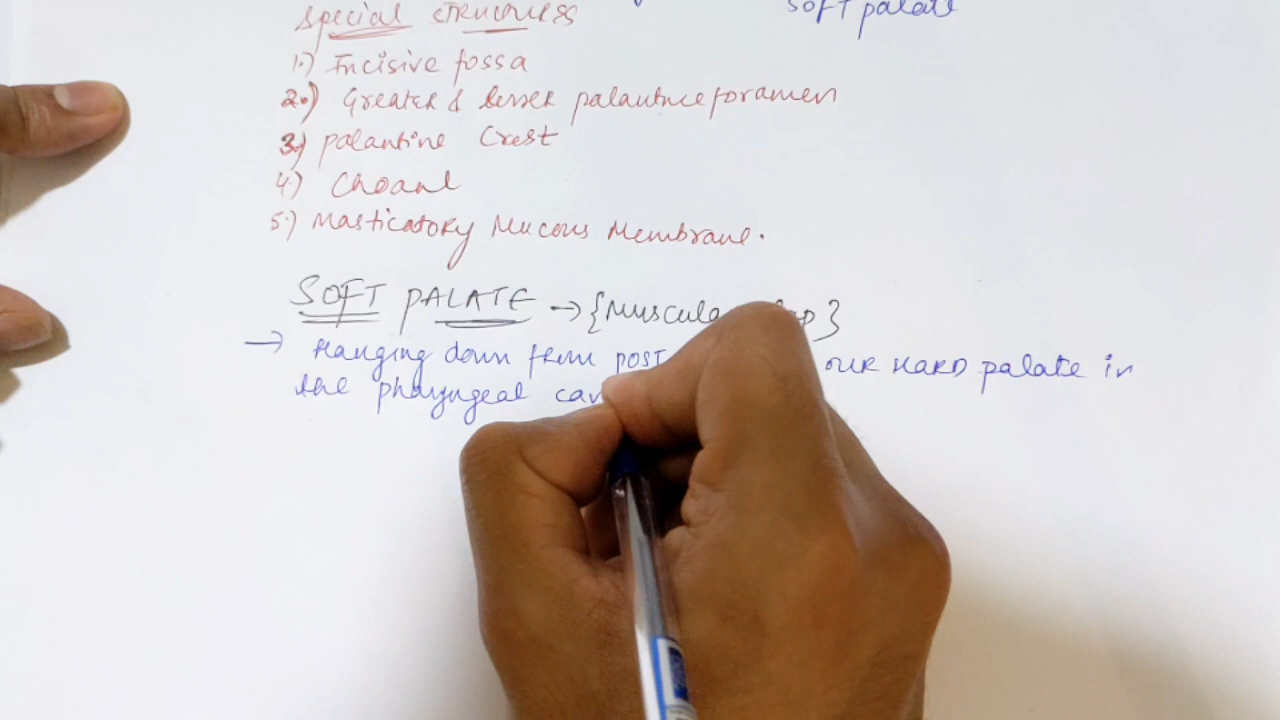 soft palate
Special structuress
1.) Incisive fossa
2.) Greater & lesser palantine foramen
3.) palantine Crest
4.) Choanl
5.) Masticatory Mucous Membrane.
SOFT PALATE → {Muscula
→ Hanging down from post our HARD palate in
the pharyngeal cav